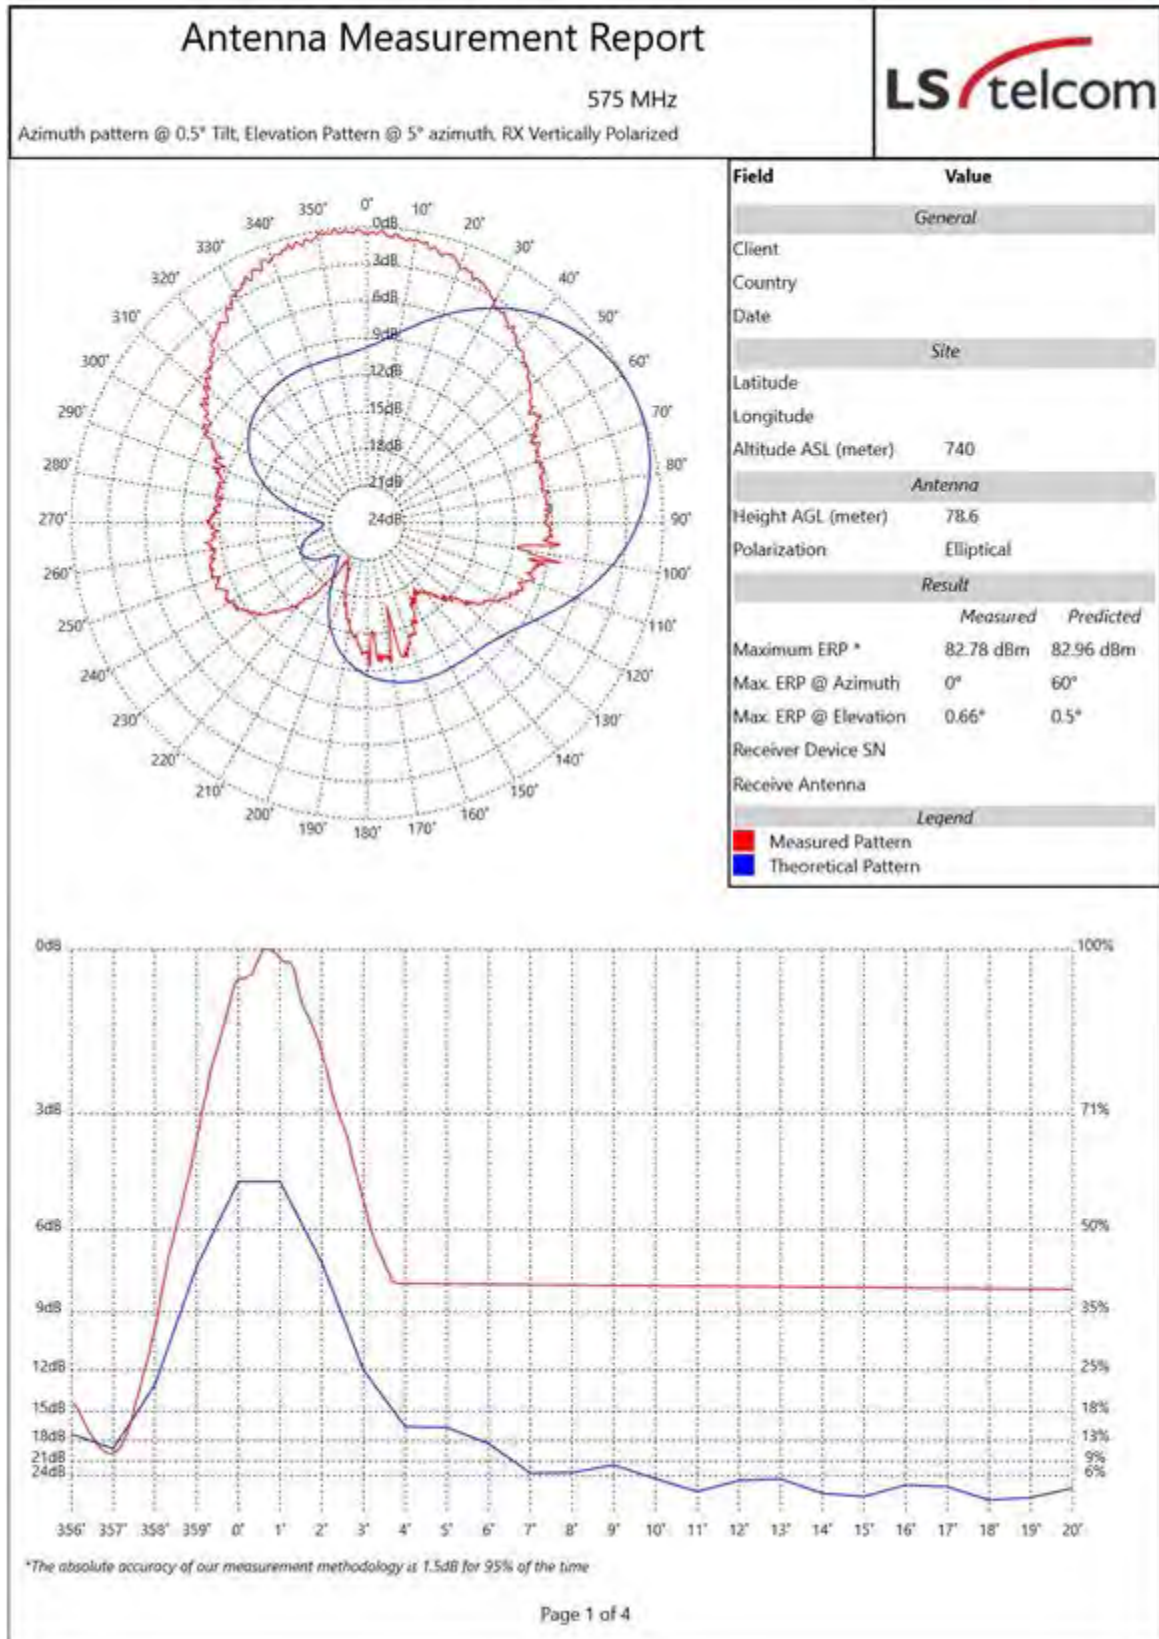 Antenna Measurement Report
575 MHz
Azimuth pattern @ 0.5° Tilt, Elevation Pattern @ 5° azimuth, RX Vertically Polarized
LS telcom
Field Value
General
Client
Country
Date
Site
Latitude
Longitude
Altitude ASL (meter) 740
Antenna
Height AGL (meter) 78.6
Polarization Elliptical
Result
Measured Predicted
Maximum ERP * 82.78 dBm 82.96 dBm
Max. ERP @ Azimuth 0° 60°
Max. ERP @ Elevation 0.66° 0.5°
Receiver Device SN
Receive Antenna
Legend
Measured Pattern
Theoretical Pattern
0°
10°
20°
30°
40°
50°
60°
70°
80°
90°
100°
110°
120°
130°
140°
150°
160°
170°
180°
190°
200°
210°
220°
230°
240°
250°
260°
270°
280°
290°
300°
310°
320°
330°
340°
350°
0dB
3dB
6dB
9dB
12dB
15dB
18dB
21dB
24dB
0dB 100%
3dB 71%
6dB 50%
9dB 35%
12dB 25%
15dB 18%
18dB 13%
21dB 9%
24dB 6%
356° 357° 358° 359° 0° 1° 2° 3° 4° 5° 6° 7° 8° 9° 10° 11° 12° 13° 14° 15° 16° 17° 18° 19° 20°
*The absolute accuracy of our measurement methodology is 1.5dB for 95% of the time
Page 1 of 4